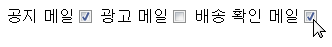 공지 메일 광고 메일 배송 확인 메일